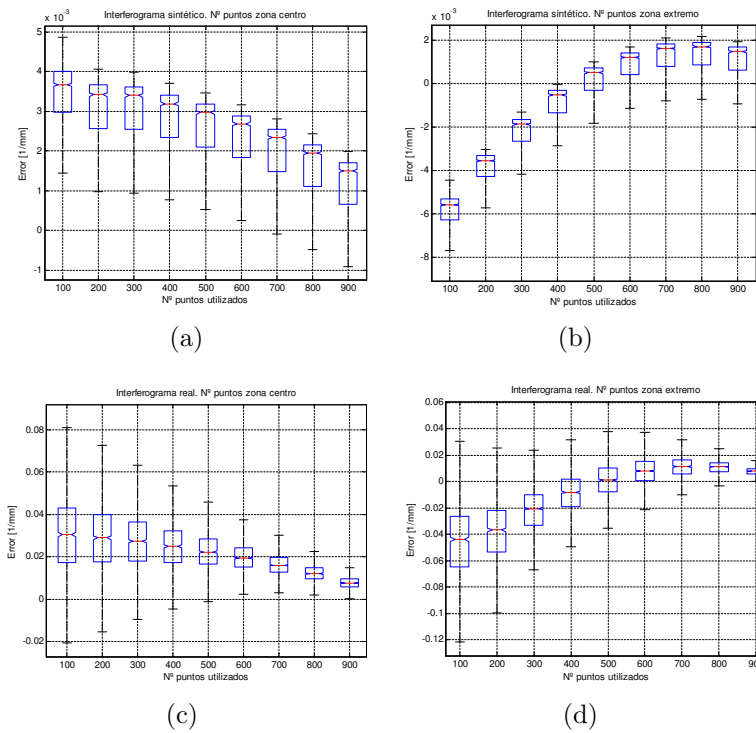 Interferograma sintético. Nº puntos zona centro
x 10⁻³
5
4
3
2
1
0
-1
Error [1/mm]
100 200 300 400 500 600 700 800 900
Nº puntos utilizados
(a)
Interferograma sintético. Nº puntos zona extremo
x 10⁻³
2
0
-2
-4
-6
-8
Error [1/mm]
100 200 300 400 500 600 700 800 900
Nº puntos utilizados
(b)
Interferograma real. Nº puntos zona centro
0.08
0.06
0.04
0.02
0
-0.02
Error [1/mm]
100 200 300 400 500 600 700 800 900
Nº puntos utilizados
(c)
Interferograma real. Nº puntos zona extremo
0.06
0.04
0.02
0
-0.02
-0.04
-0.06
-0.08
-0.1
-0.12
Error [1/mm]
100 200 300 400 500 600 700 800 900
Nº puntos utilizados
(d)